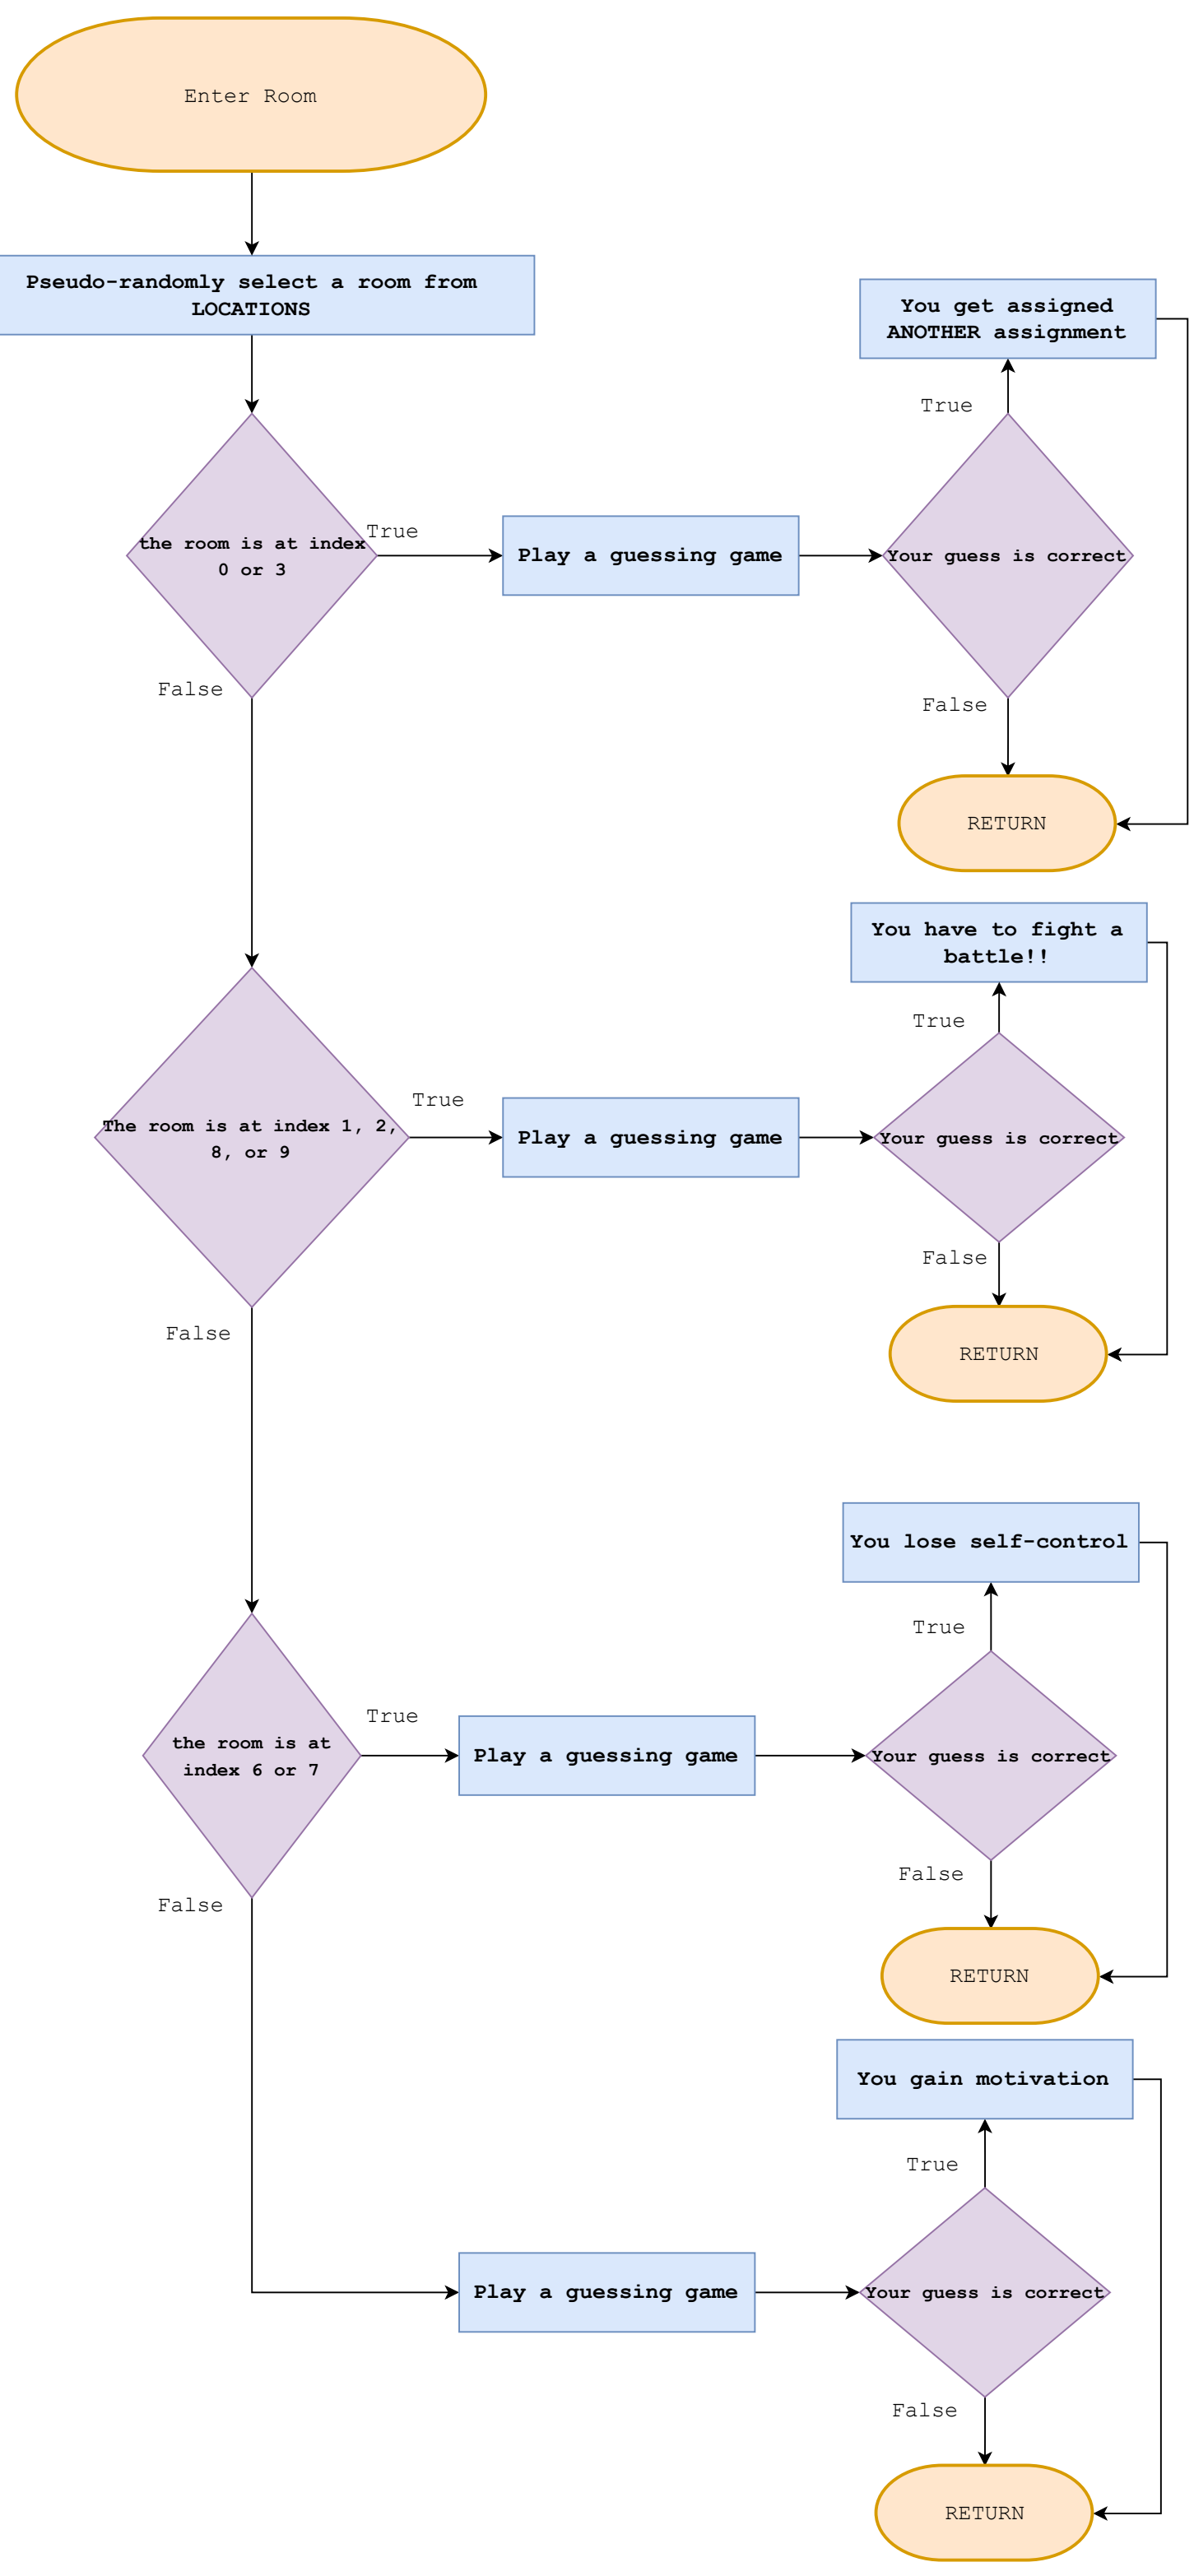 Enter Room
Pseudo-randomly select a room from
LOCATIONS
You get assigned
ANOTHER assignment
True
the room is at index
0 or 3
True
Play a guessing game
Your guess is correct
False
False
RETURN
You have to fight a
battle!!
True
The room is at index 1, 2,
8, or 9
True
Play a guessing game
Your guess is correct
False
False
RETURN
You lose self-control
True
the room is at
index 6 or 7
True
Play a guessing game
Your guess is correct
False
False
RETURN
You gain motivation
True
Play a guessing game
Your guess is correct
False
RETURN